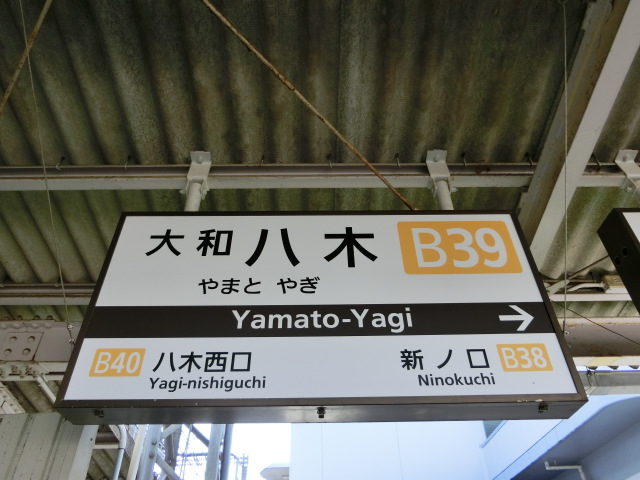 大和八木 B39
やまと やぎ
Yamato-Yagi
B40 八木西口
Yagi-nishiguchi
新ノ口 B38
Ninokuchi